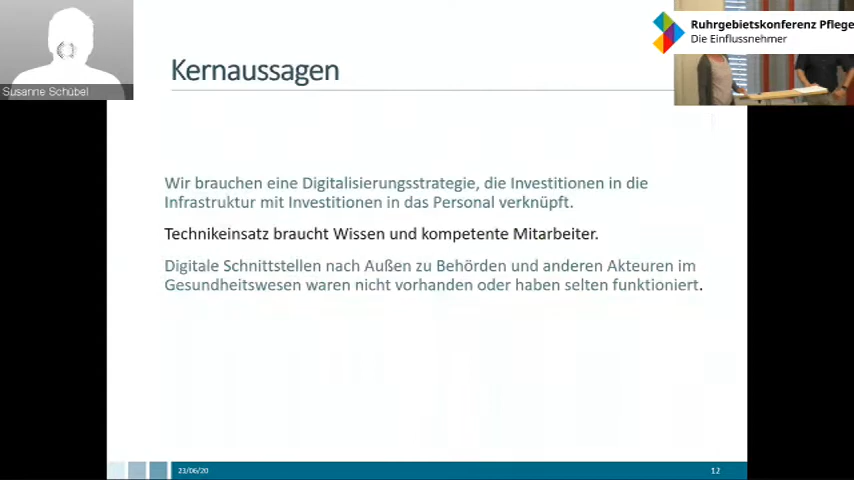 Susanne Schübel
Ruhrgebietskonferenz Pflege
Die Einflussnehmer
Kernaussagen
Wir brauchen eine Digitalisierungsstrategie, die Investitionen in die
Infrastruktur mit Investitionen in das Personal verknüpft.
Technikeinsatz braucht Wissen und kompetente Mitarbeiter.
Digitale Schnittstellen nach Außen zu Behörden und anderen Akteuren im
Gesundheitswesen waren nicht vorhanden oder haben selten funktioniert.
23/06/20
12